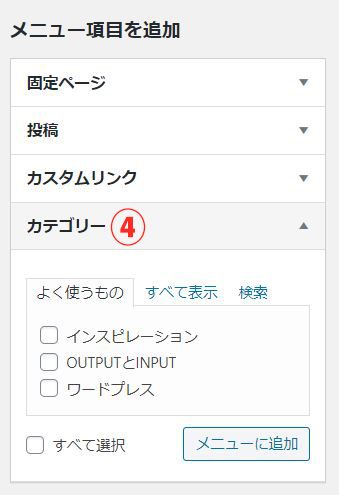 メニュー項目を追加
固定ページ
投稿
カスタムリンク
カテゴリー 4
よく使うもの すべて表示 検索
インスピレーション
OUTPUTとINPUT
ワードプレス
すべて選択 メニューに追加